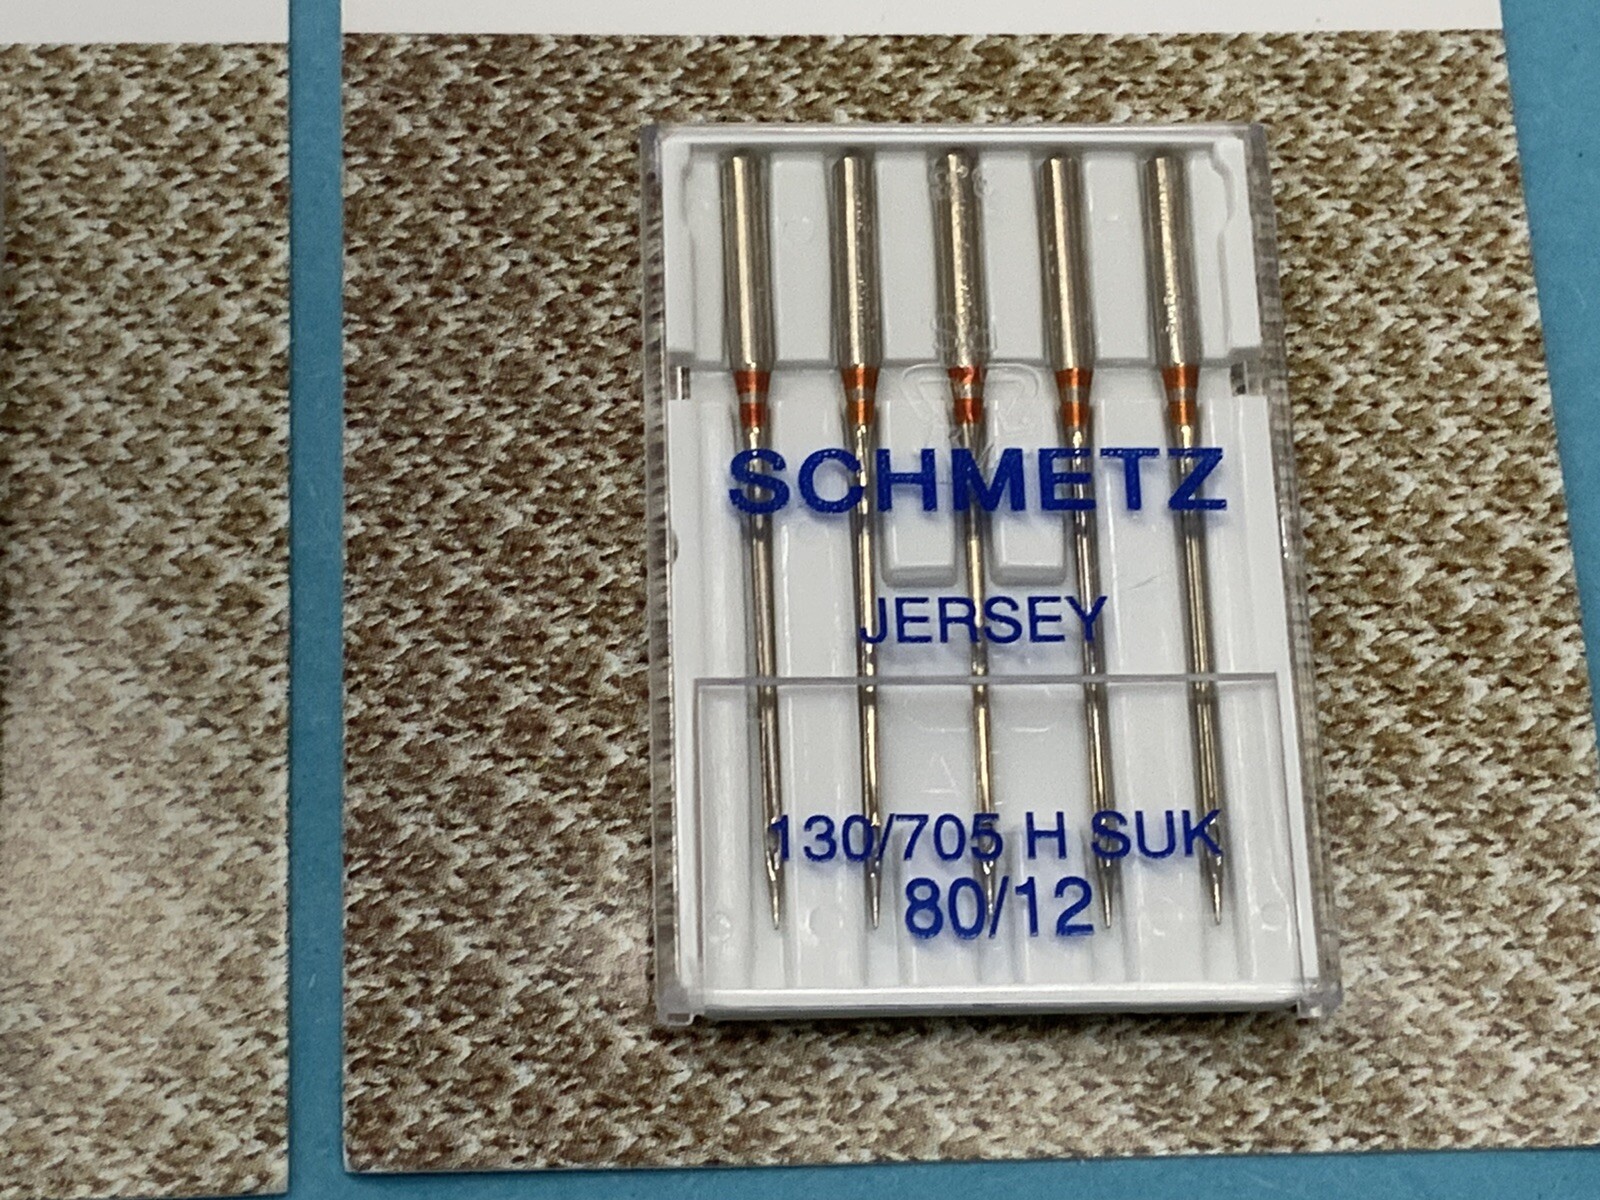 SCHMETZ
JERSEY
130/705 H SUK
80/12